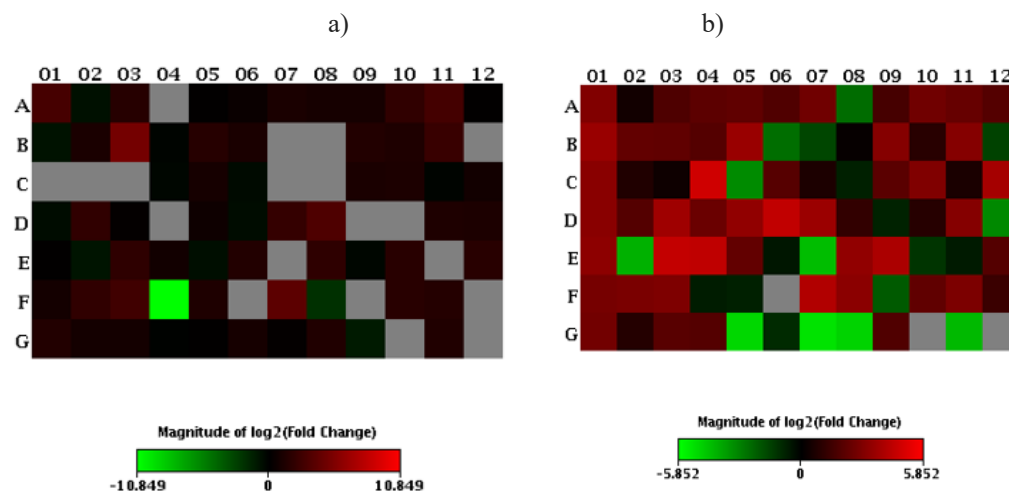 a) b)
01 02 03 04 05 06 07 08 09 10 11 12 01 02 03 04 05 06 07 08 09 10 11 12
A A
B B
C C
D D
E E
F F
G G
Magnitude of log2(Fold Change) Magnitude of log2(Fold Change)
-10.849 0 10.849 -5.852 0 5.852